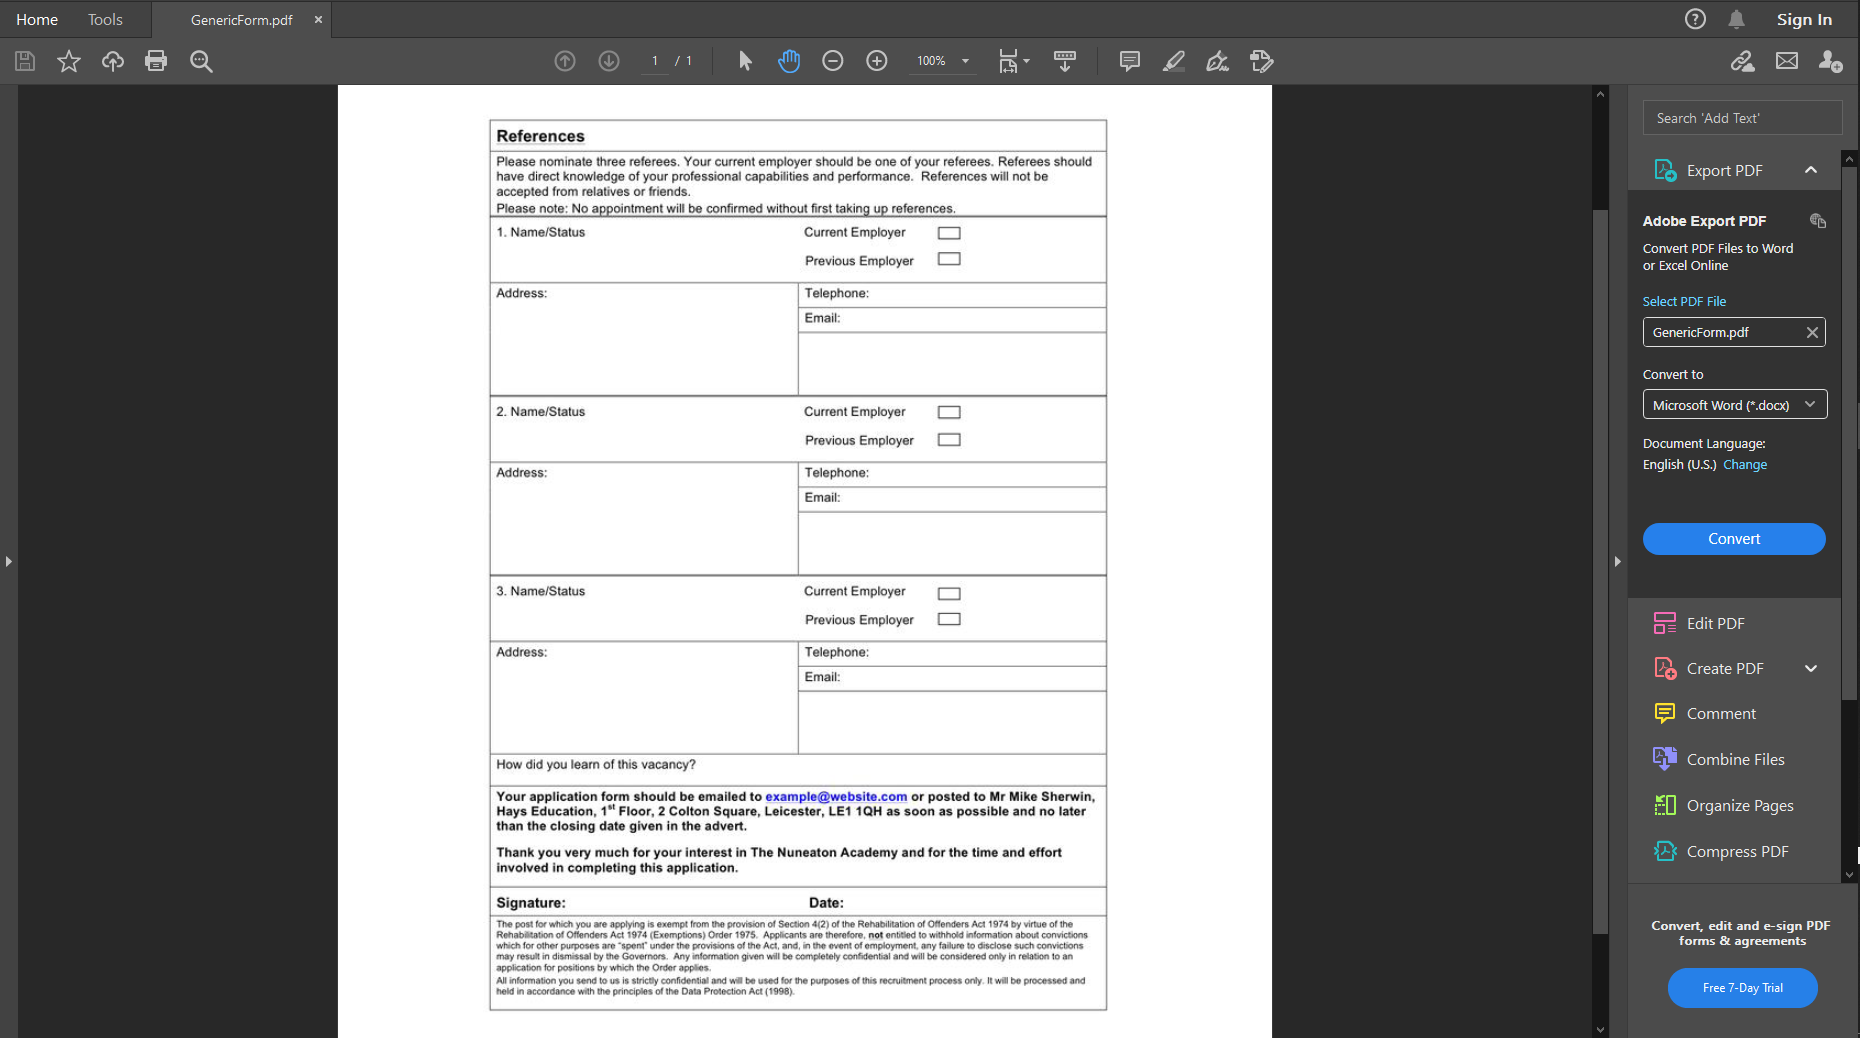 Home Tools GenericForm.pdf Sign In
1 / 1 100%
References
Please nominate three referees. Your current employer should be one of your referees. Referees should
have direct knowledge of your professional capabilities and performance. References will not be
accepted from relatives or friends.
Please note: No appointment will be confirmed without first taking up references.
1. Name/Status Current Employer
Previous Employer
Address: Telephone:
Email:
2. Name/Status Current Employer
Previous Employer
Address: Telephone:
Email:
3. Name/Status Current Employer
Previous Employer
Address: Telephone:
Email:
How did you learn of this vacancy?
Your application form should be emailed to example@website.com or posted to Mr Mike Sherwin,
Hays Education, 1st Floor, 2 Colton Square, Leicester, LE1 1QH as soon as possible and no later
than the closing date given in the advert.
Thank you very much for your interest in The Nuneaton Academy and for the time and effort
involved in completing this application.
Signature: Date:
The post for which you are applying is exempt from the provision of Section 4(2) of the Rehabilitation of Offenders Act 1974 by virtue of the
Rehabilitation of Offenders Act 1974 (Exemptions) Order 1975. Applicants are therefore, not entitled to withhold information about convictions
which for other purposes are “spent” under the provisions of the Act, and, in the event of employment, any failure to disclose such convictions
may result in dismissal by the Governors. Any information given will be completely confidential and will be considered only in relation to an
application for positions by which the Order applies.
All information you send to us is strictly confidential and will be used for the purposes of this recruitment process only. It will be processed and
held in accordance with the principles of the Data Protection Act (1998).
Search 'Add Text'
Export PDF
Adobe Export PDF
Convert PDF Files to Word
or Excel Online
Select PDF File
GenericForm.pdf
Convert to
Microsoft Word (*.docx)
Document Language:
English (U.S.) Change
Convert
Edit PDF
Create PDF
Comment
Combine Files
Organize Pages
Compress PDF
Convert, edit and e-sign PDF
forms & agreements
Free 7-Day Trial